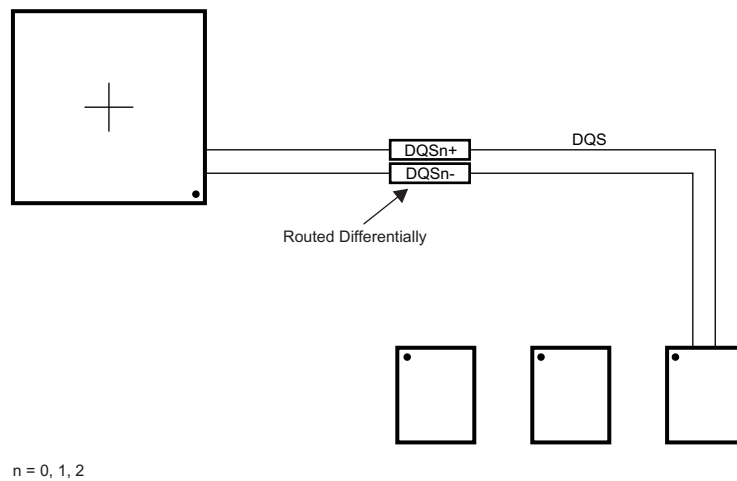 DQSn+
DQS
DQSn-
Routed Differentially
n = 0, 1, 2